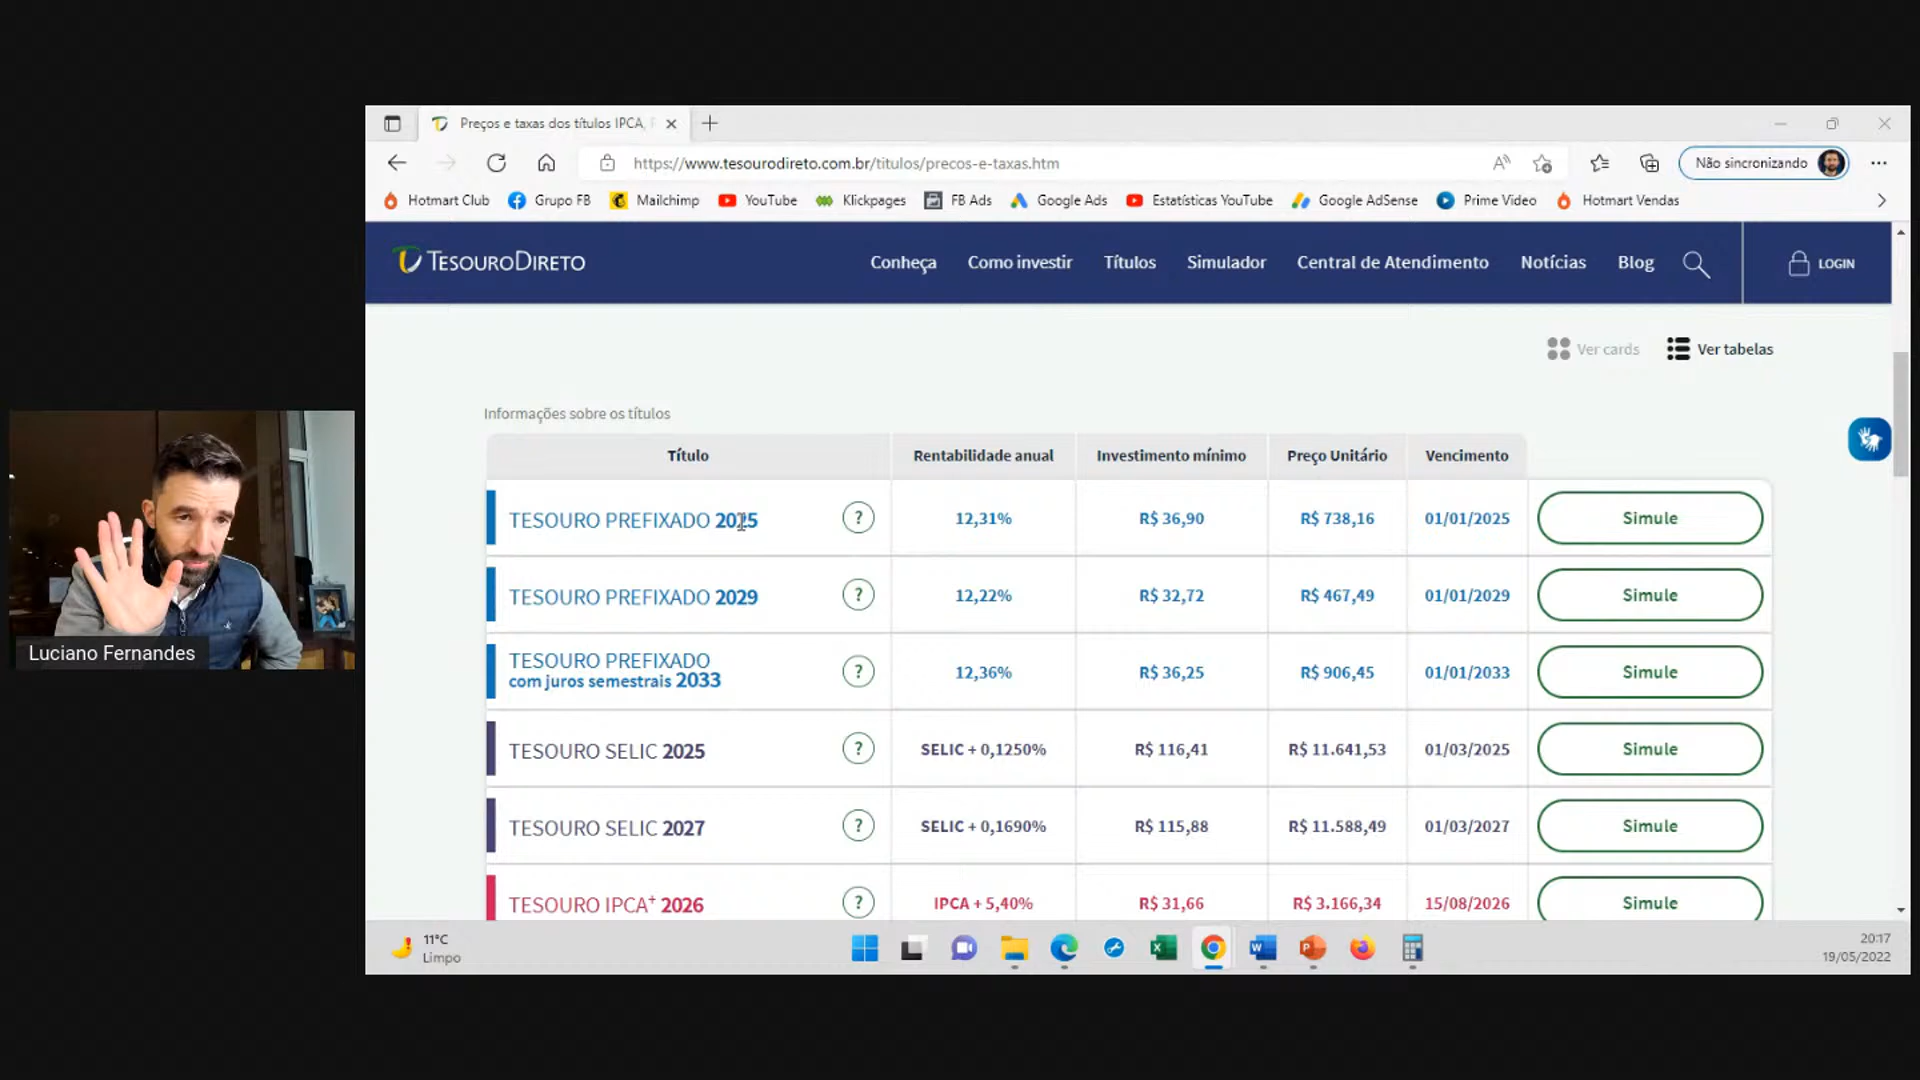 Preços e taxas dos títulos IPCA,
https://www.tesourodireto.com.br/titulos/precos-e-taxas.htm
Não sincronizando
Hotmart Club
Grupo FB
Mailchimp
YouTube
Klickpages
FB Ads
Google Ads
Estatísticas YouTube
Google AdSense
Prime Video
Hotmart Vendas
TESOURODIRETO
Conheça
Como investir
Títulos
Simulador
Central de Atendimento
Notícias
Blog
LOGIN
Ver cards
Ver tabelas
Informações sobre os títulos
Título Rentabilidade anual Investimento mínimo Preço Unitário Vencimento
TESOURO PREFIXADO 2025 ? 12,31% R$ 36,90 R$ 738,16 01/01/2025 Simule
TESOURO PREFIXADO 2029 ? 12,22% R$ 32,72 R$ 467,49 01/01/2029 Simule
TESOURO PREFIXADO
com juros semestrais 2033 ? 12,36% R$ 36,25 R$ 906,45 01/01/2033 Simule
TESOURO SELIC 2025 ? SELIC + 0,1250% R$ 116,41 R$ 11.641,53 01/03/2025 Simule
TESOURO SELIC 2027 ? SELIC + 0,1690% R$ 115,88 R$ 11.588,49 01/03/2027 Simule
TESOURO IPCA+ 2026 ? IPCA + 5,40% R$ 31,66 R$ 3.166,34 15/08/2026 Simule
Luciano Fernandes
11°C
Limpo
20:17
19/05/2022